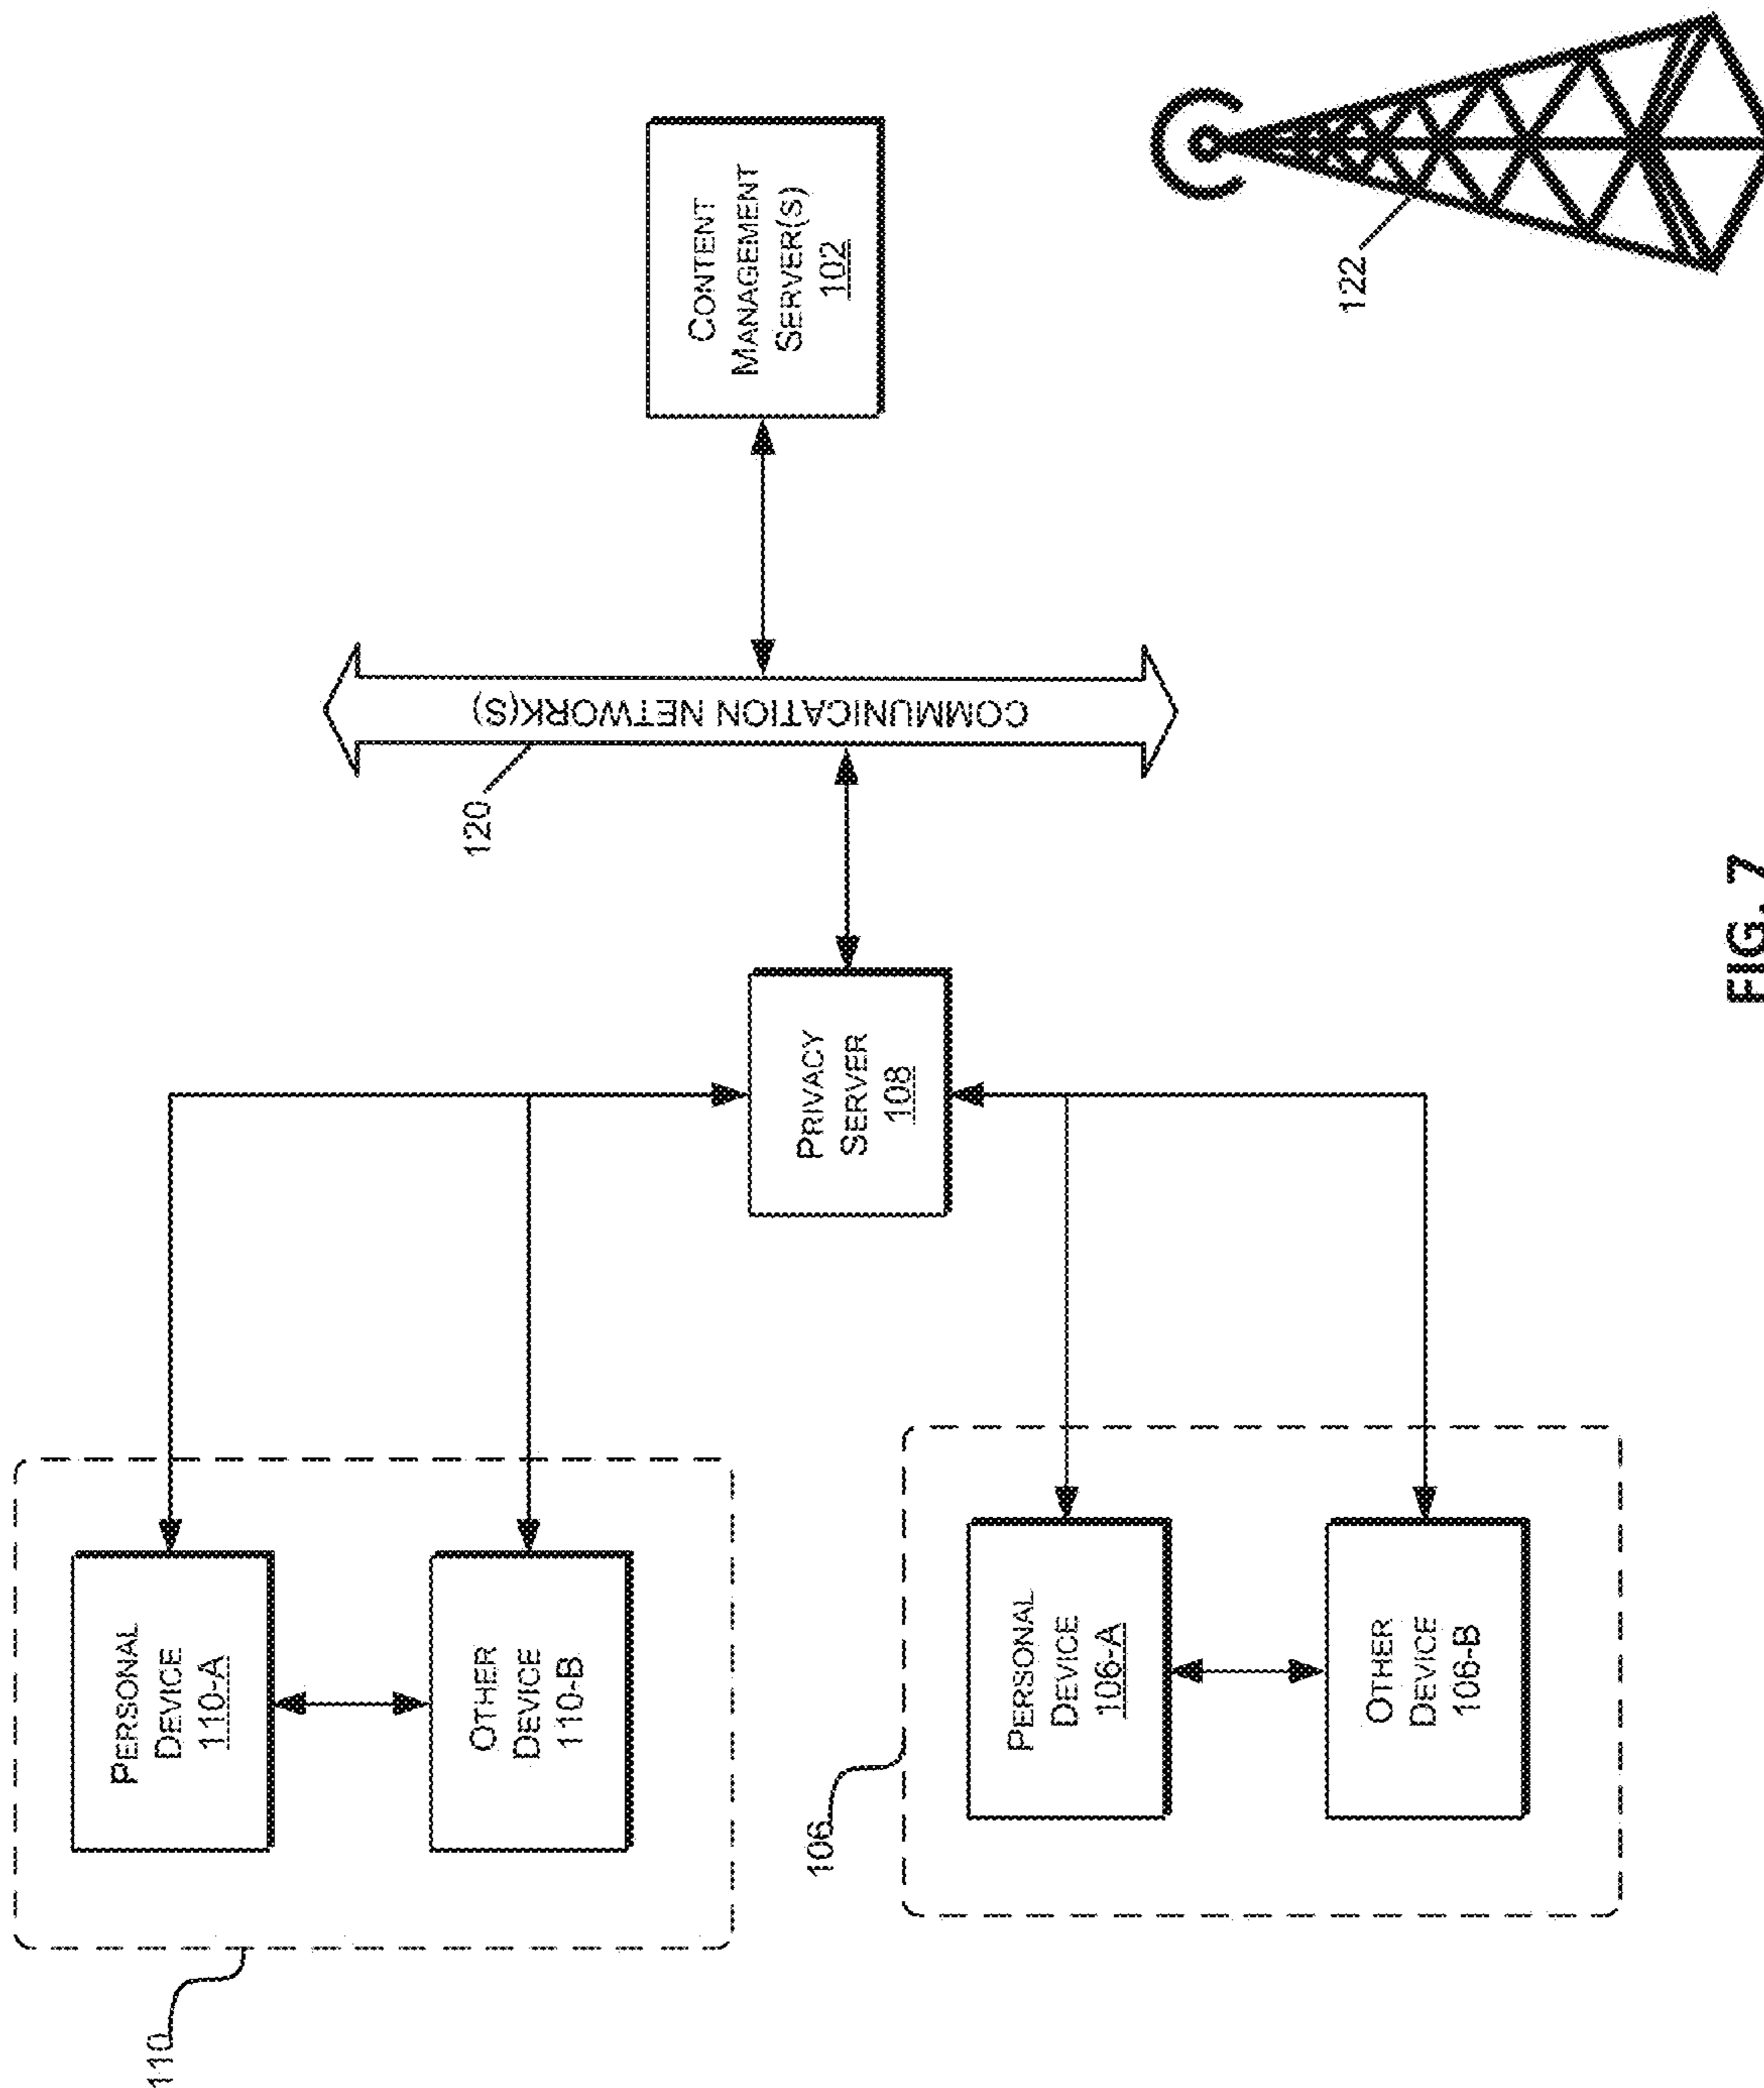 110
PERSONAL
DEVICE
110-A
OTHER
DEVICE
110-B
120
COMMUNICATION NETWORK(S)
CONTENT
MANAGEMENT
SERVER(S)
102
PRIVACY
SERVER
108
106
PERSONAL
DEVICE
106-A
OTHER
DEVICE
106-B
122
FIG. 7